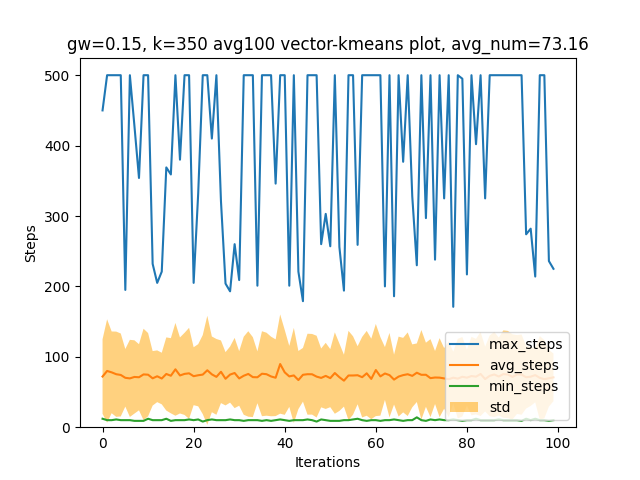 gw=0.15, k=350 avg100 vector-kmeans plot, avg_num=73.16
500
400
300
200
100
0
Steps
max_steps
avg_steps
min_steps
std
0
20
40
60
80
100
Iterations